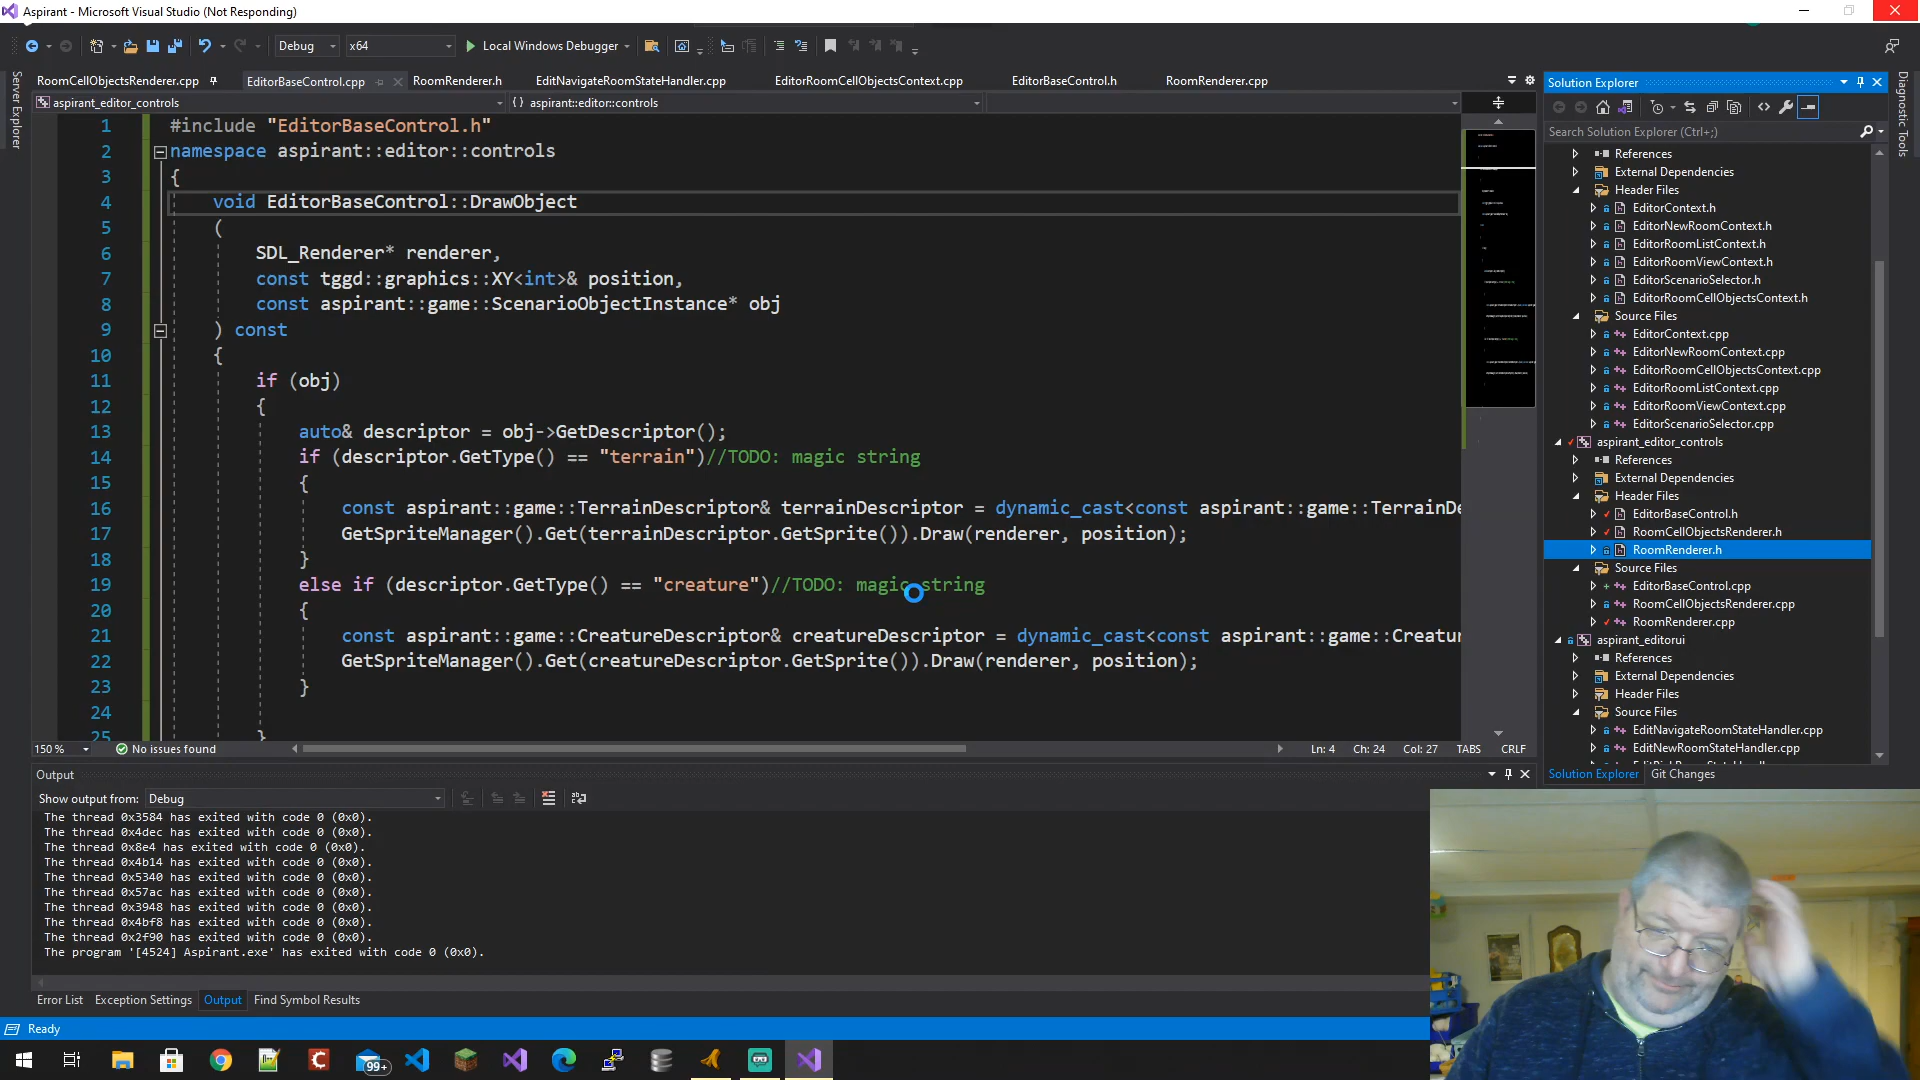 Aspirant - Microsoft Visual Studio (Not Responding)
Debug
x64
Local Windows Debugger
RoomCellObjectsRenderer.cpp
EditorBaseControl.cpp
RoomRenderer.h
EditNavigateRoomStateHandler.cpp
EditorRoomCellObjectsContext.cpp
EditorBaseControl.h
RoomRenderer.cpp
Server Explorer
aspirant_editor_controls
{ } aspirant::editor::controls
1 #include "EditorBaseControl.h"
2 namespace aspirant::editor::controls
3 {
4 void EditorBaseControl::DrawObject
5 (
6 SDL_Renderer* renderer,
7 const tggd::graphics::XY<int>& position,
8 const aspirant::game::ScenarioObjectInstance* obj
9 ) const
10 {
11 if (obj)
12 {
13 auto& descriptor = obj->GetDescriptor();
14 if (descriptor.GetType() == "terrain")//TODO: magic string
15 {
16 const aspirant::game::TerrainDescriptor& terrainDescriptor = dynamic_cast<const aspirant::game::TerrainDe
17 GetSpriteManager().Get(terrainDescriptor.GetSprite()).Draw(renderer, position);
18 }
19 else if (descriptor.GetType() == "creature")//TODO: magic string
20 {
21 const aspirant::game::CreatureDescriptor& creatureDescriptor = dynamic_cast<const aspirant::game::Creatur
22 GetSpriteManager().Get(creatureDescriptor.GetSprite()).Draw(renderer, position);
23 }
24
25 }
150 %
No issues found
Ln: 4 Ch: 24 Col: 27 TABS CRLF
Output
Show output from: Debug
The thread 0x3584 has exited with code 0 (0x0).
The thread 0x4dec has exited with code 0 (0x0).
The thread 0x8e4 has exited with code 0 (0x0).
The thread 0x4b14 has exited with code 0 (0x0).
The thread 0x5340 has exited with code 0 (0x0).
The thread 0x57ac has exited with code 0 (0x0).
The thread 0x3948 has exited with code 0 (0x0).
The thread 0x4bf8 has exited with code 0 (0x0).
The thread 0x2f90 has exited with code 0 (0x0).
The program '[4524] Aspirant.exe' has exited with code 0 (0x0).
Error List
Exception Settings
Output
Find Symbol Results
Ready
99+
Solution Explorer
Search Solution Explorer (Ctrl+;)
References
External Dependencies
Header Files
EditorContext.h
EditorNewRoomContext.h
EditorRoomListContext.h
EditorRoomViewContext.h
EditorScenarioSelector.h
EditorRoomCellObjectsContext.h
Source Files
EditorContext.cpp
EditorNewRoomContext.cpp
EditorRoomCellObjectsContext.cpp
EditorRoomListContext.cpp
EditorRoomViewContext.cpp
EditorScenarioSelector.cpp
aspirant_editor_controls
References
External Dependencies
Header Files
EditorBaseControl.h
RoomCellObjectsRenderer.h
RoomRenderer.h
Source Files
EditorBaseControl.cpp
RoomCellObjectsRenderer.cpp
RoomRenderer.cpp
aspirant_editorui
References
External Dependencies
Header Files
Source Files
EditNavigateRoomStateHandler.cpp
EditNewRoomStateHandler.cpp
Solution Explorer
Git Changes
Diagnostic Tools